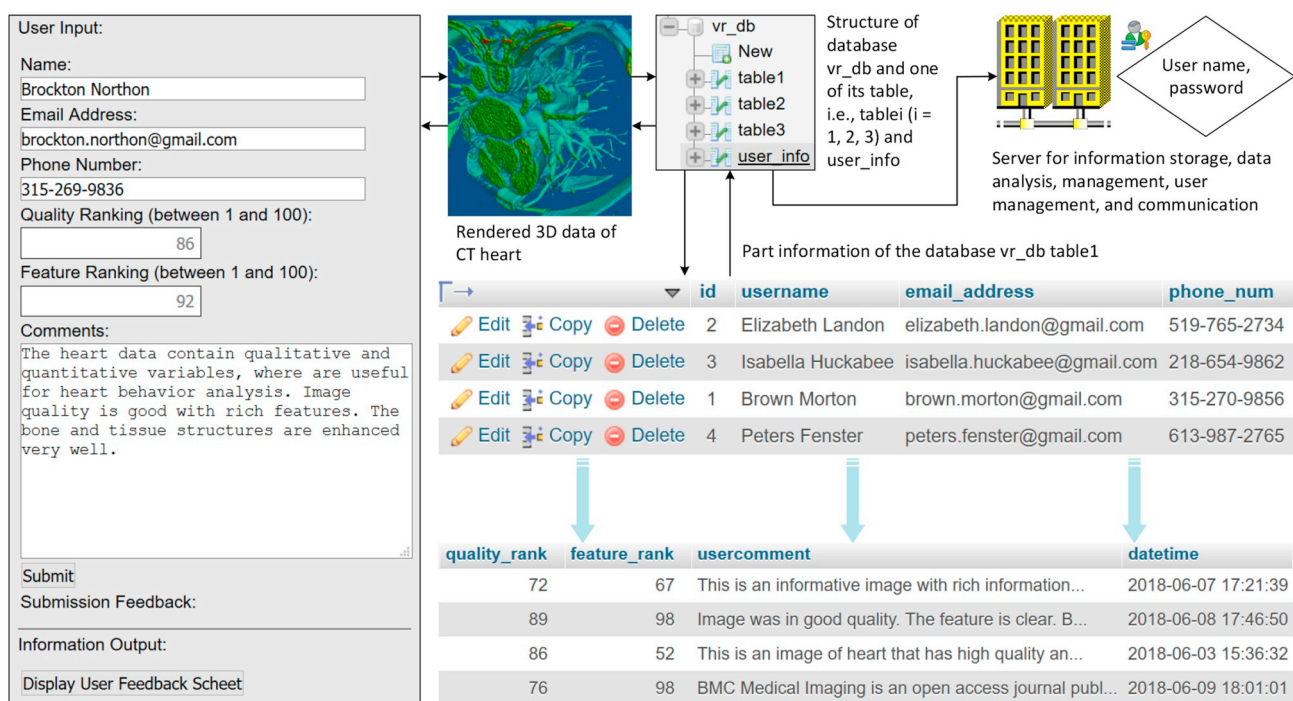 User Input:
Name:
Brockton Northon
Email Address:
brockton.northon@gmail.com
Phone Number:
315-269-9836
Quality Ranking (between 1 and 100):
86
Feature Ranking (between 1 and 100):
92
Comments:
The heart data contain qualitative and
quantitative variables, where are useful
for heart behavior analysis. Image
quality is good with rich features. The
bone and tissue structures are enhanced
very well.
Submit
Submission Feedback:
Information Output:
Display User Feedback Scheet
Rendered 3D data of
CT heart
vr_db
New
table1
table2
table3
user_info
Structure of
database
vr_db and one
of its table,
i.e., tablei (i =
1, 2, 3) and
user_info
User name,
password
Server for information storage, data
analysis, management, user
management, and communication
Part information of the database vr_db table1
id username email_address phone_num
Edit Copy Delete 2 Elizabeth Landon elizabeth.landon@gmail.com 519-765-2734
Edit Copy Delete 3 Isabella Huckabee isabella.huckabee@gmail.com 218-654-9862
Edit Copy Delete 1 Brown Morton brown.morton@gmail.com 315-270-9856
Edit Copy Delete 4 Peters Fenster peters.fenster@gmail.com 613-987-2765
quality_rank feature_rank usercomment datetime
72 67 This is an informative image with rich information... 2018-06-07 17:21:39
89 98 Image was in good quality. The feature is clear. B... 2018-06-08 17:46:50
86 52 This is an image of heart that has high quality an... 2018-06-03 15:36:32
76 98 BMC Medical Imaging is an open access journal publ... 2018-06-09 18:01:01